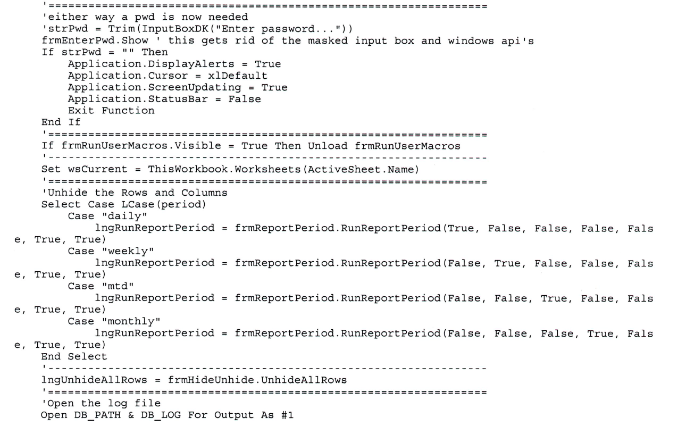 '================================================================
'either way a pwd is now needed
'strPwd = Trim(InputBoxDK("Enter password..."))
frmEnterPwd.Show ' this gets rid of the masked input box and windows api's
If strPwd = "" Then
Application.DisplayAlerts = True
Application.Cursor = xlDefault
Application.ScreenUpdating = True
Application.StatusBar = False
Exit Function
End If
'================================================================
If frmRunUserMacros.Visible = True Then Unload frmRunUserMacros
'----------------------------------------------------------------
Set wsCurrent = ThisWorkbook.Worksheets(ActiveSheet.Name)
'================================================================
'Unhide the Rows and Columns
Select Case LCase(period)
Case "daily"
lngRunReportPeriod = frmReportPeriod.RunReportPeriod(True, False, False, False, Fals
e, True, True)
Case "weekly"
lngRunReportPeriod = frmReportPeriod.RunReportPeriod(False, True, False, False, Fals
e, True, True)
Case "mtd"
lngRunReportPeriod = frmReportPeriod.RunReportPeriod(False, False, True, False, Fals
e, True, True)
Case "monthly"
lngRunReportPeriod = frmReportPeriod.RunReportPeriod(False, False, False, True, Fals
e, True, True)
End Select
'----------------------------------------------------------------
lngUnhideAllRows = frmHideUnhide.UnhideAllRows
'================================================================
'Open the log file
Open DB_PATH & DB_LOG For Output As #1